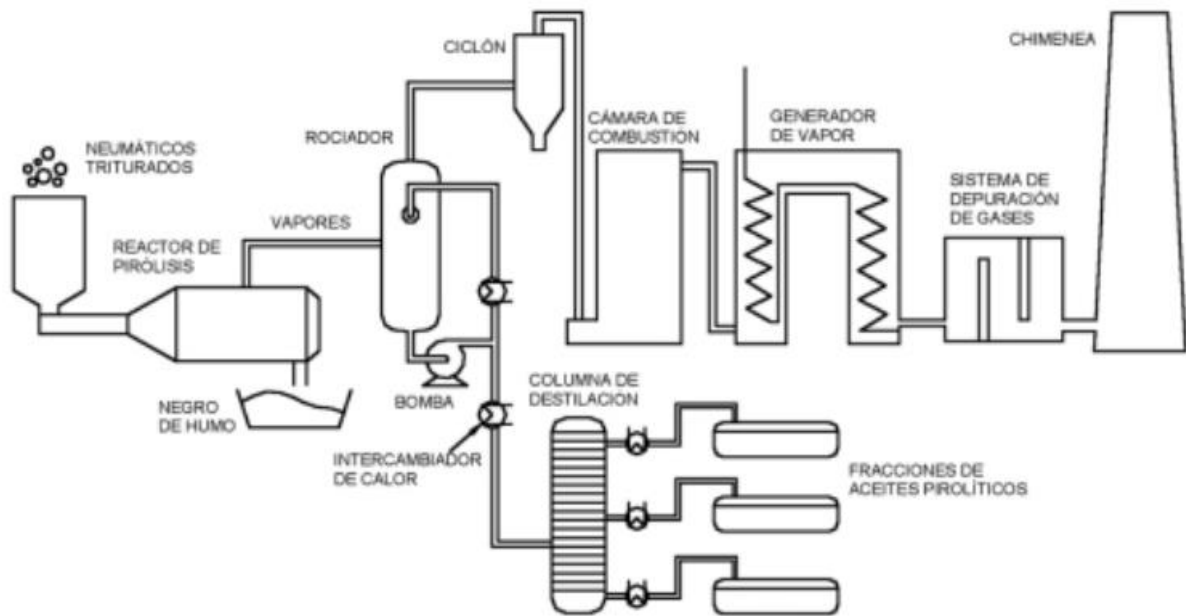 CICLÓN
CHIMENEA
CÁMARA DE
COMBUSTION
GENERADOR
DE VAPOR
ROCIADOR
NEUMÁTICOS
TRITURADOS
SISTEMA DE
DEPURACIÓN
DE GASES
VAPORES
REACTOR DE
PIRÓLISIS
NEGRO
DE HUMO
BOMBA
COLUMNA DE
DESTILACIÓN
INTERCAMBIADOR
DE CALOR
FRACCIONES DE
ACEITES PIROLÍTICOS